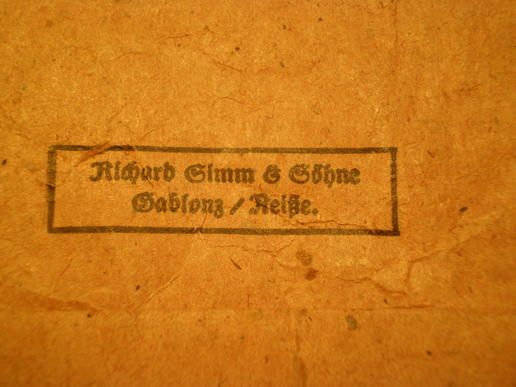 Richard Simm & Söhne
Gablonz / Neiße.